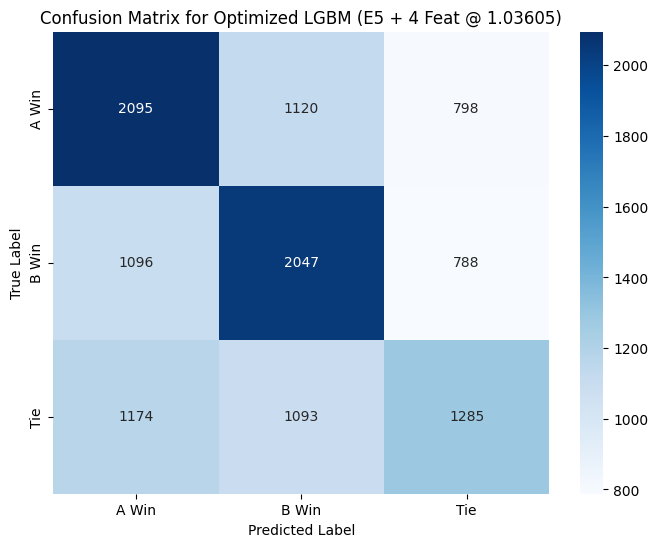 Confusion Matrix for Optimized LGBM (E5 + 4 Feat @ 1.03605)
True Label
A Win
2095 1120 798
B Win
1096 2047 788
Tie
1174 1093 1285
A Win B Win Tie
Predicted Label
2000
1800
1600
1400
1200
1000
800